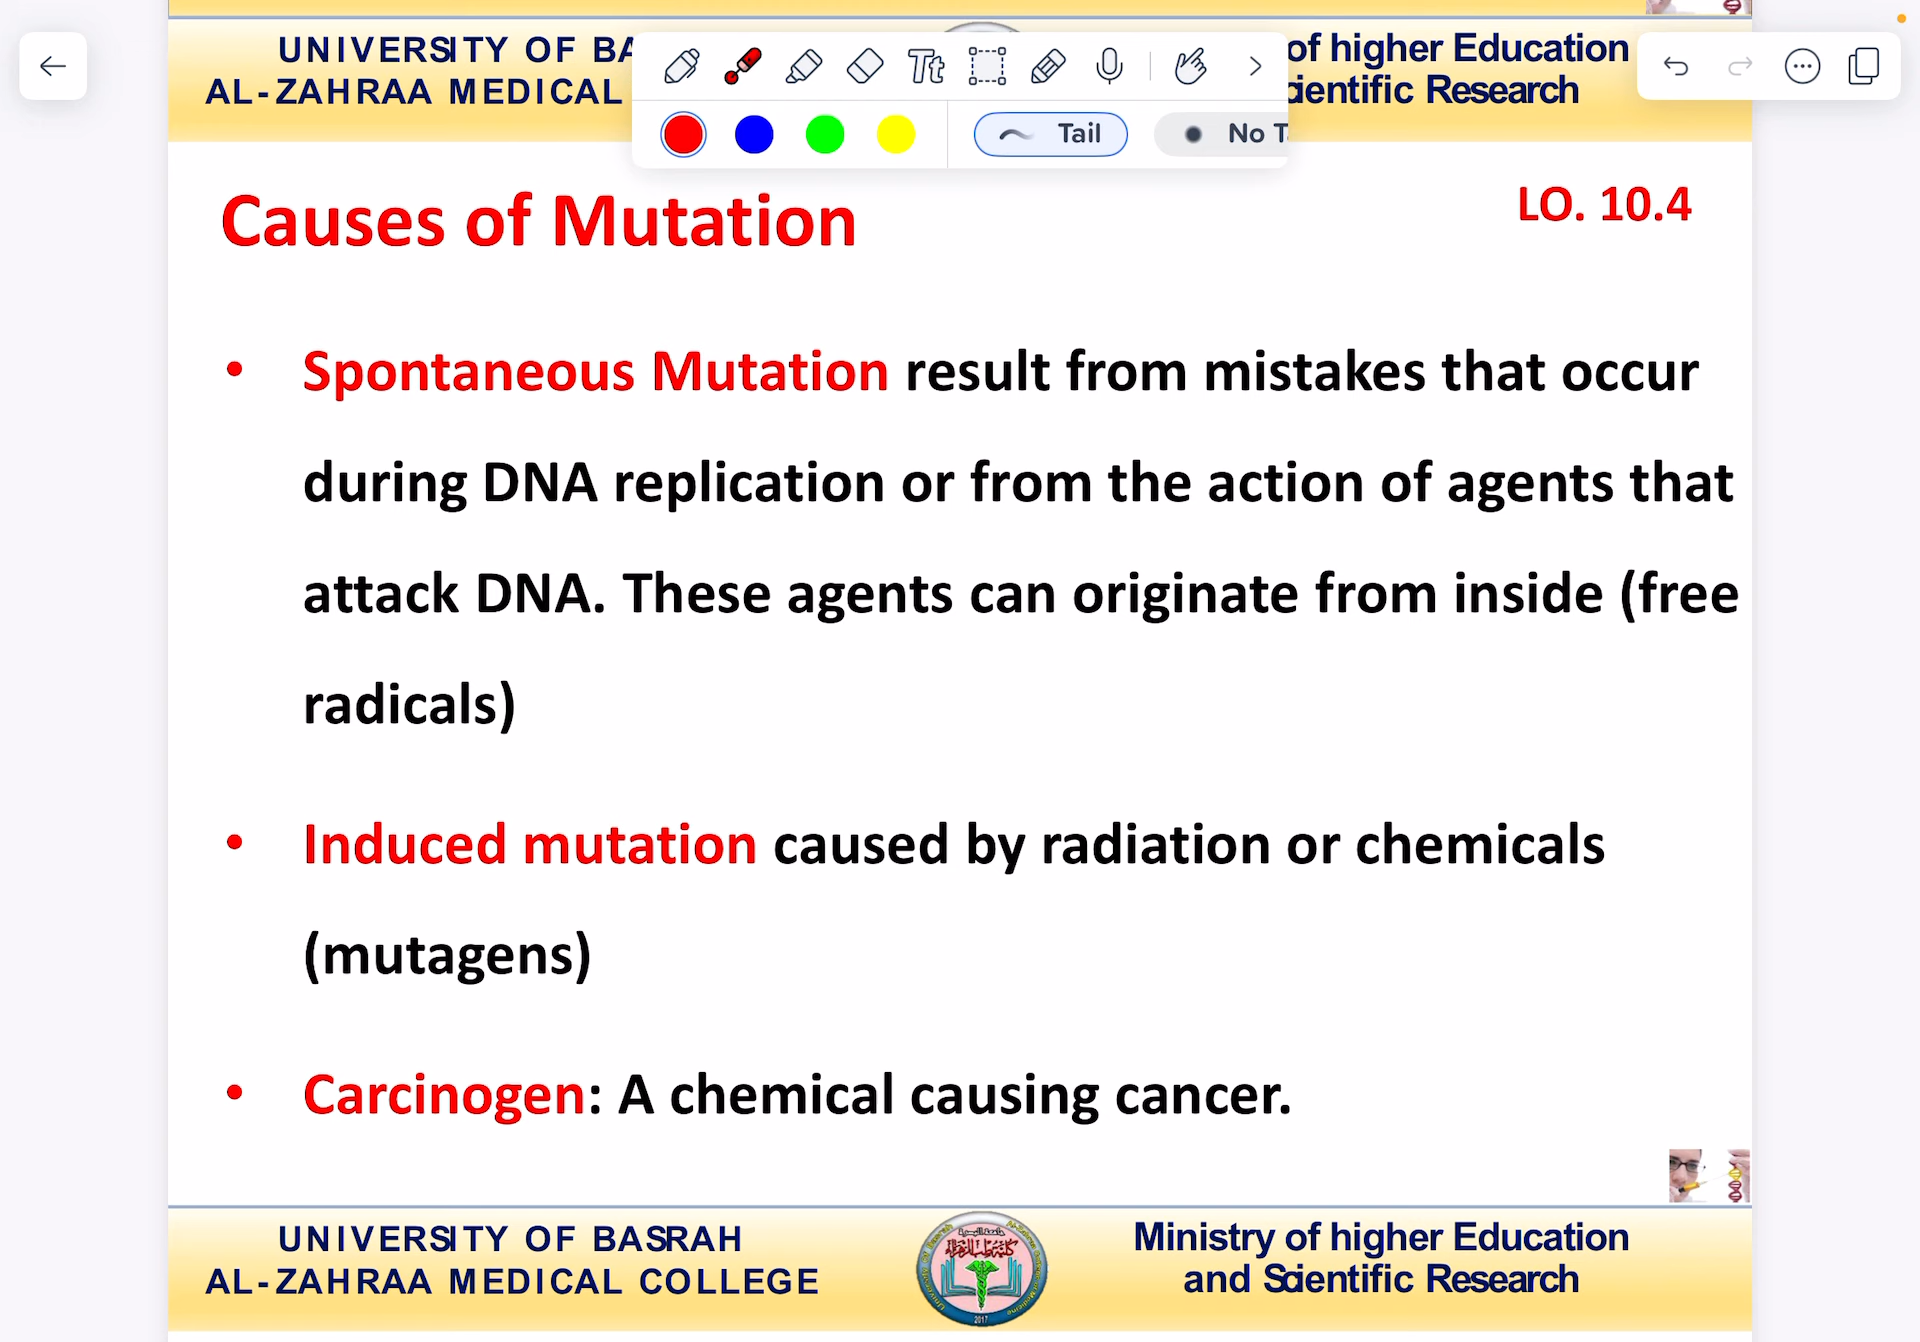 UNIVERSITY OF BA
AL-ZAHRAA MEDICAL
of higher Education
cientific Research
Tail
No T
Causes of Mutation
LO. 10.4
• Spontaneous Mutation result from mistakes that occur
during DNA replication or from the action of agents that
attack DNA. These agents can originate from inside (free
radicals)
• Induced mutation caused by radiation or chemicals
(mutagens)
• Carcinogen: A chemical causing cancer.
UNIVERSITY OF BASRAH
AL-ZAHRAA MEDICAL COLLEGE
2017
Ministry of higher Education
and Scientific Research